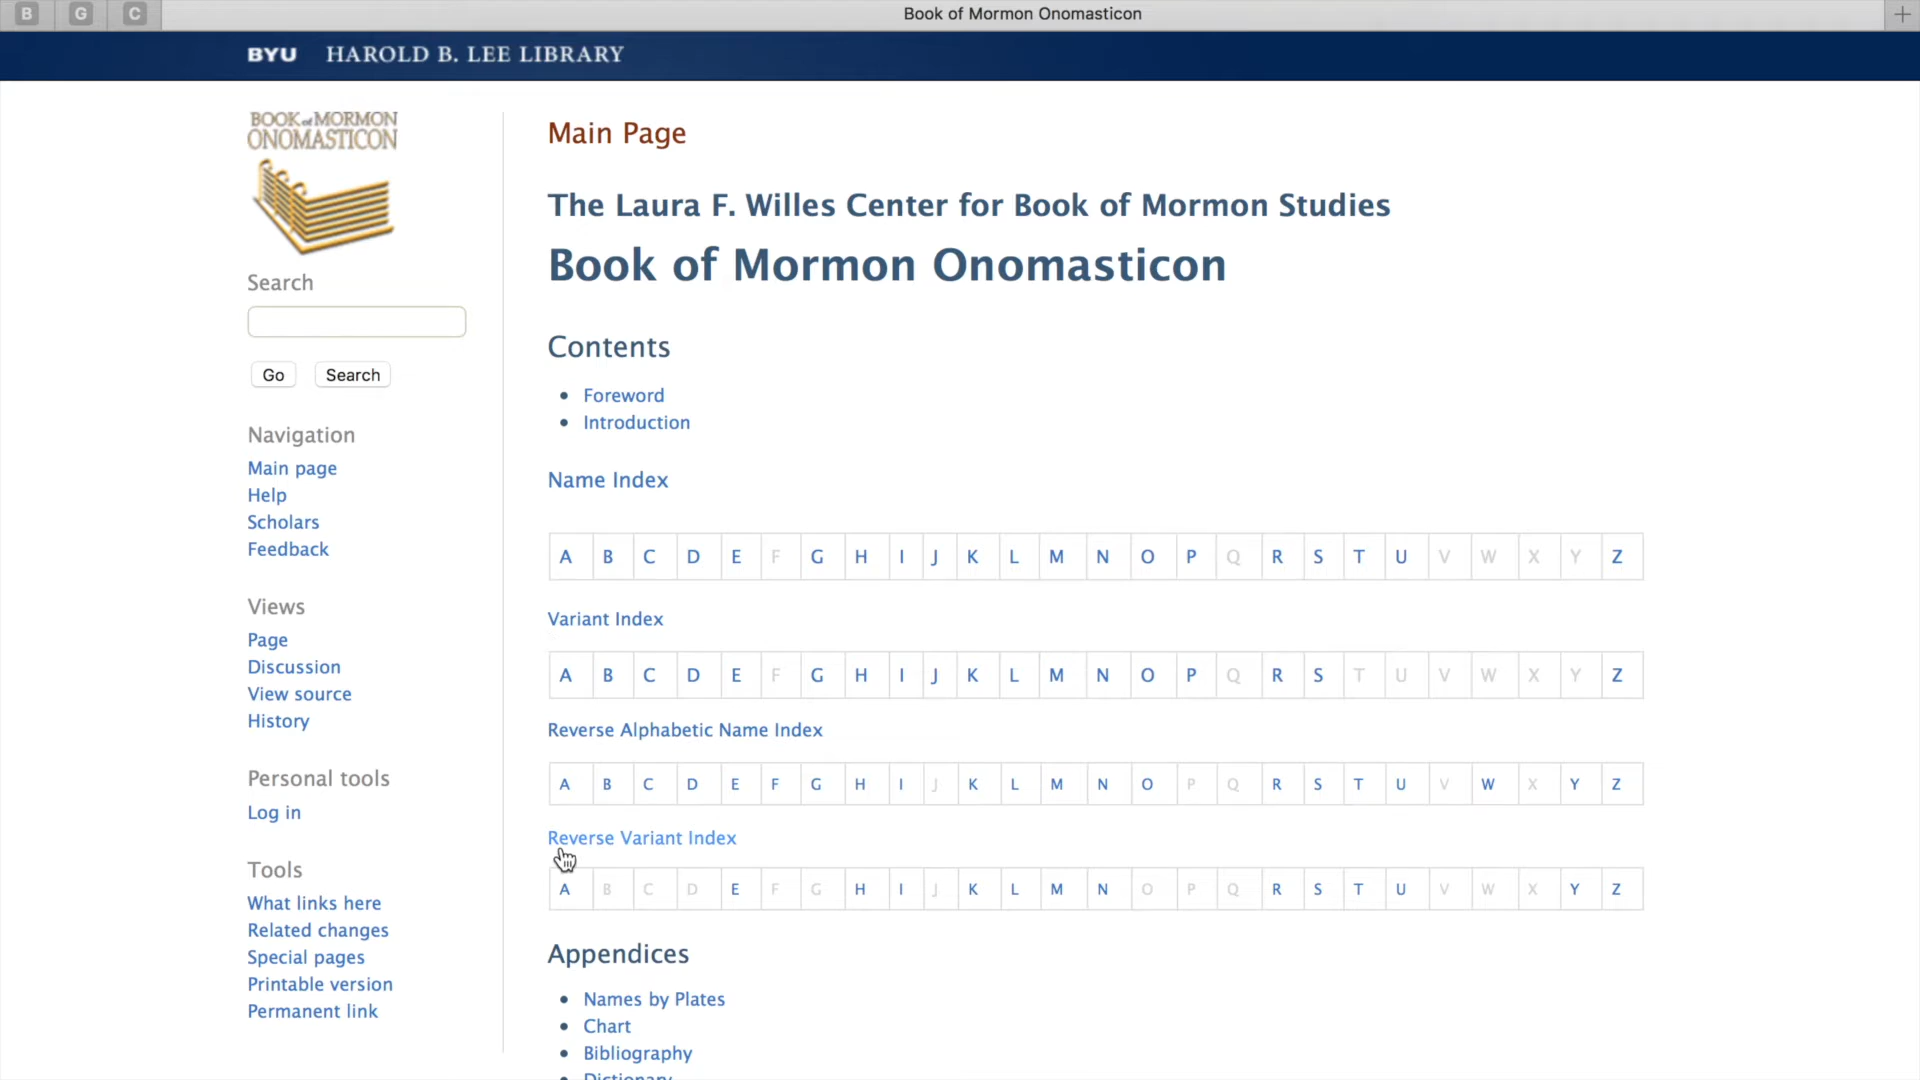 B G C Book of Mormon Onomasticon
BYU HAROLD B. LEE LIBRARY
BOOK of MORMON
ONOMASTICON
Search
Go Search
Navigation
Main page
Help
Scholars
Feedback
Views
Page
Discussion
View source
History
Personal tools
Log in
Tools
What links here
Related changes
Special pages
Printable version
Permanent link
Main Page
The Laura F. Willes Center for Book of Mormon Studies
Book of Mormon Onomasticon
Contents
Foreword
Introduction
Name Index
A B C D E F G H I J K L M N O P Q R S T U V W X Y Z
Variant Index
A B C D E F G H I J K L M N O P Q R S T U V W X Y Z
Reverse Alphabetic Name Index
A B C D E F G H I J K L M N O P Q R S T U V W X Y Z
Reverse Variant Index
A B C D E F G H I J K L M N O P Q R S T U V W X Y Z
Appendices
Names by Plates
Chart
Bibliography
Dictionary